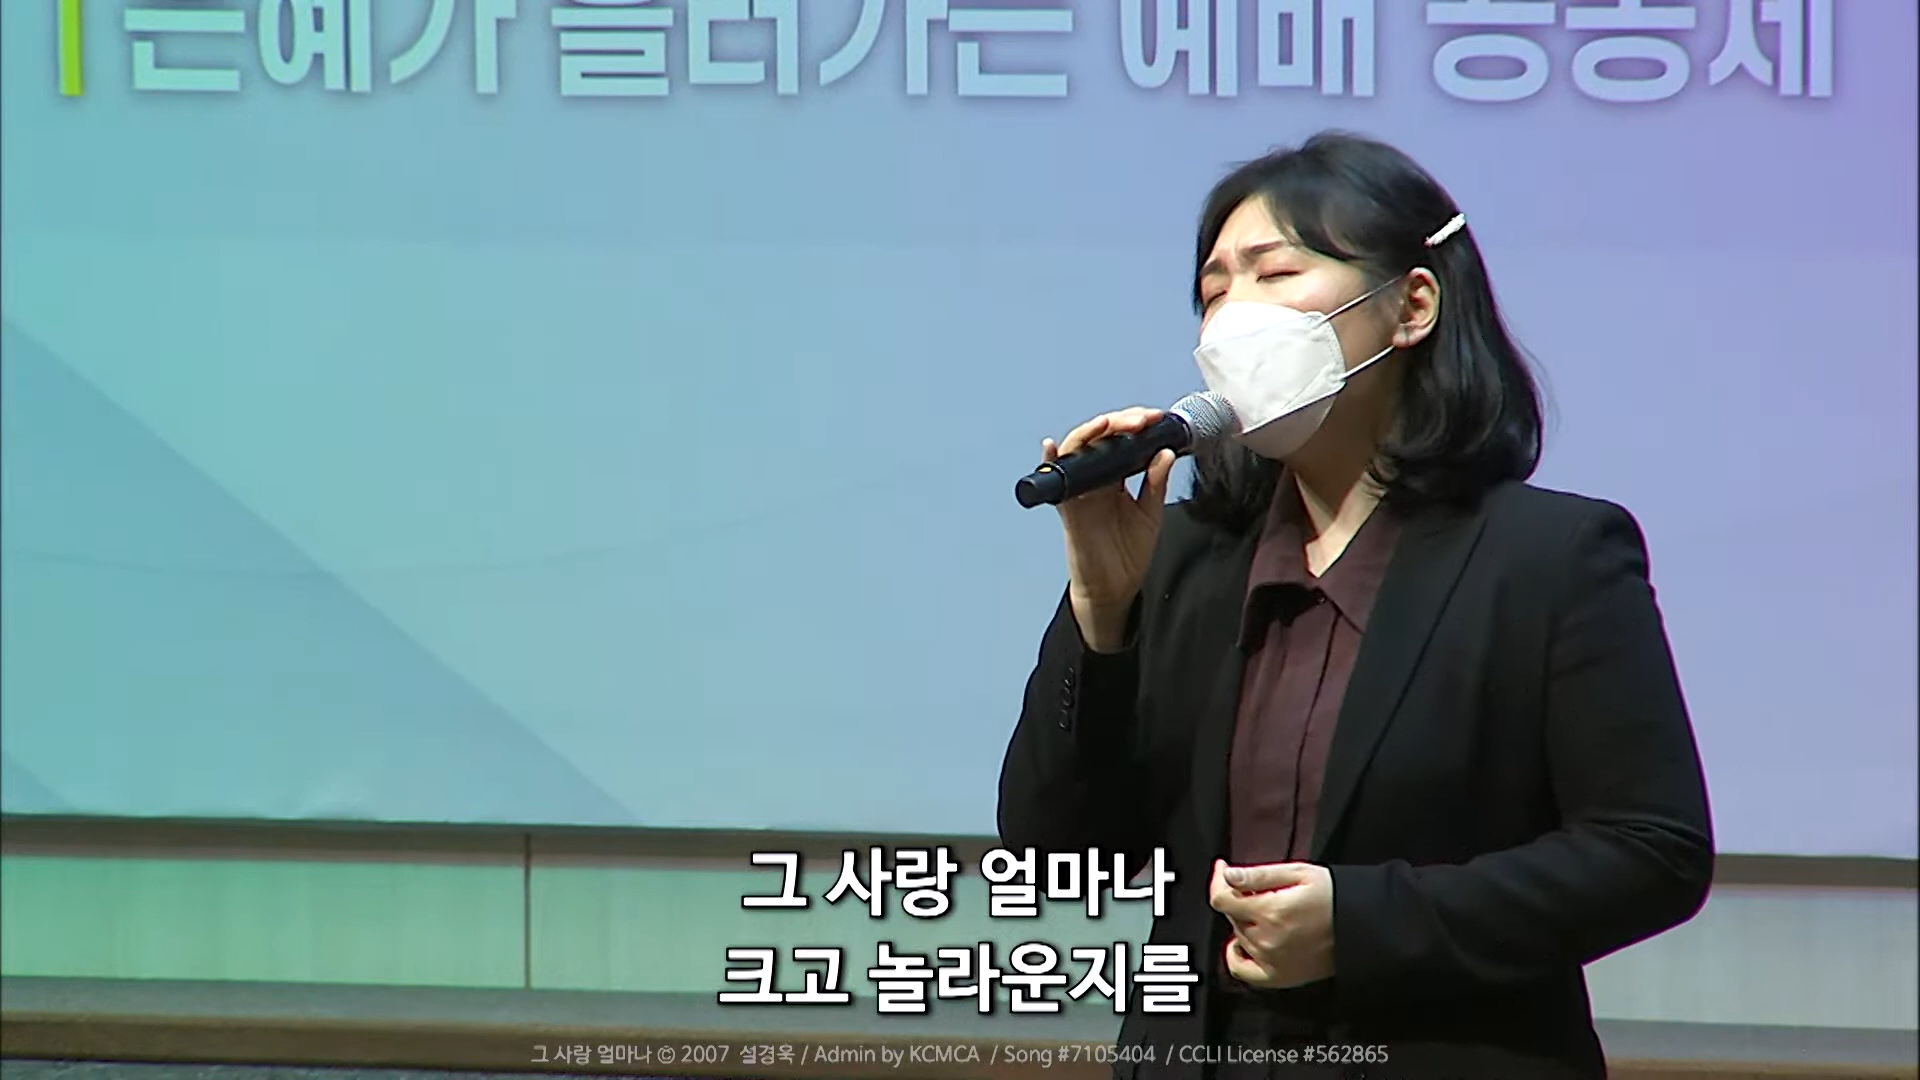 은혜가 흘러가는 예배 공동체
그 사랑 얼마나
크고 놀라운지를
그 사랑 얼마나 © 2007 설경욱 / Admin by KCMCA / Song #7105404 / CCLI License #562865